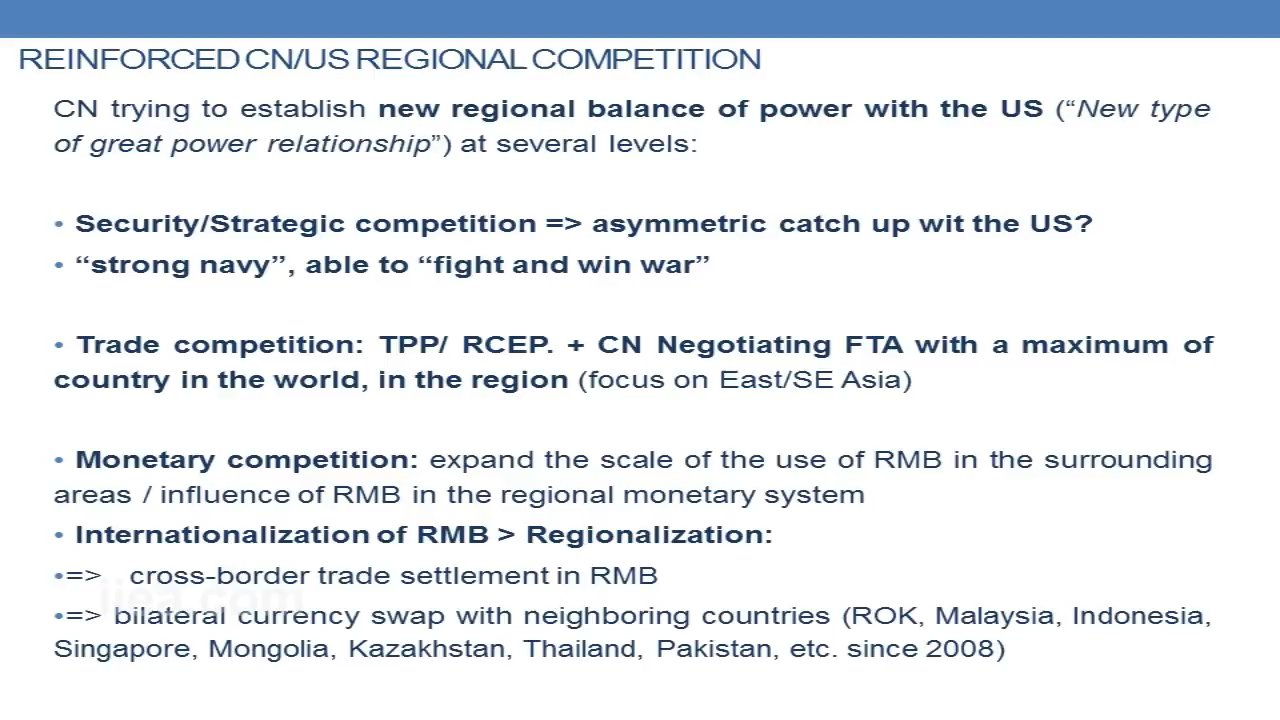 REINFORCED CN/US REGIONAL COMPETITION
CN trying to establish new regional balance of power with the US (“New type
of great power relationship”) at several levels:
• Security/Strategic competition => asymmetric catch up wit the US?
• “strong navy”, able to “fight and win war”
• Trade competition: TPP/ RCEP. + CN Negotiating FTA with a maximum of
country in the world, in the region (focus on East/SE Asia)
• Monetary competition: expand the scale of the use of RMB in the surrounding
areas / influence of RMB in the regional monetary system
• Internationalization of RMB > Regionalization:
•=> cross-border trade settlement in RMB
iiea.com
•=> bilateral currency swap with neighboring countries (ROK, Malaysia, Indonesia,
Singapore, Mongolia, Kazakhstan, Thailand, Pakistan, etc. since 2008)